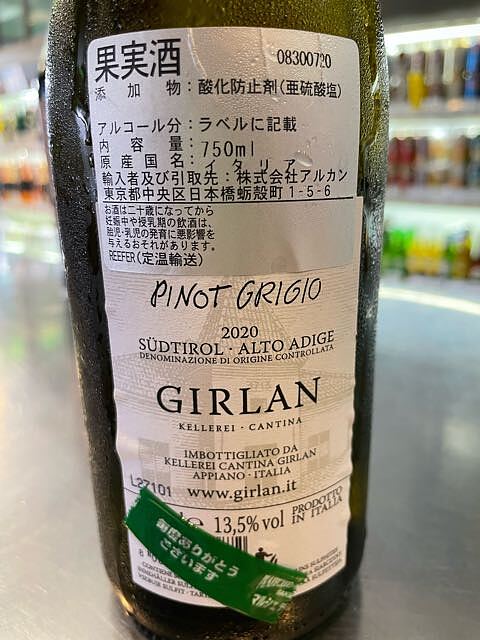 果実酒 08300720
添加物：酸化防止剤(亜硫酸塩)
アルコール分：ラベルに記載
内容量：750ml
原産国名：イタリア
輸入者及び引取先：株式会社アルカン
東京都中央区日本橋蛎殻町1-5-6
お酒は二十歳になってから
妊娠中や授乳期の飲酒は、
胎児・乳児の発育に悪影響を
与えるおそれがあります。
REEFER(定温輸送)
PINOT GRIGIO
2020
SÜDTIROL · ALTO ADIGE
DENOMINAZIONE DI ORIGINE CONTROLLATA
GIRLAN
KELLEREI · CANTINA
IMBOTTIGLIATO DA
KELLEREI CANTINA GIRLAN
APPIANO · ITALIA
L27101 www.girlan.it
e 13,5% vol PRODOTTO
IN ITALIA
毎度ありがとう
ございます